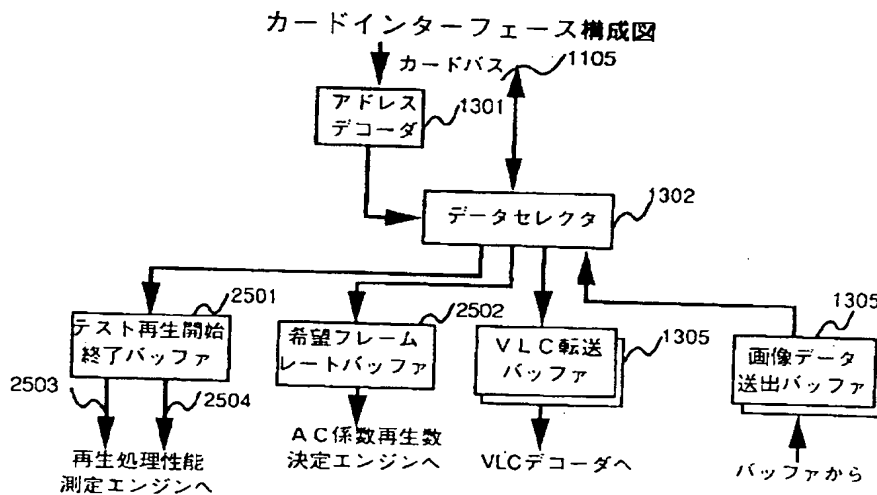 カードインターフェース構成図
カードバス
1105
アドレス
デコーダ
1301
データセレクタ
1302
テスト再生開始
終了バッファ
2501
希望フレーム
レートバッファ
2502
VLC転送
バッファ
1305
画像データ
送出バッファ
1305
2503
2504
再生処理性能
測定エンジンへ
AC係数再生数
決定エンジンへ
VLCデコーダへ
バッファから